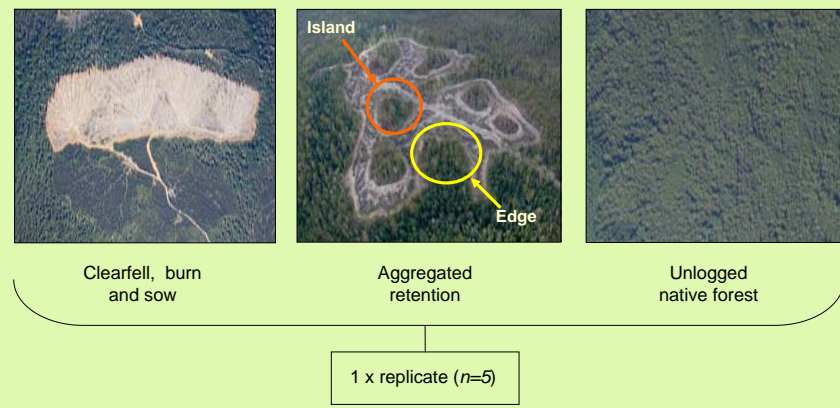 Island
Edge
Clearfell, burn
and sow
Aggregated
retention
Unlogged
native forest
1 x replicate (n=5)